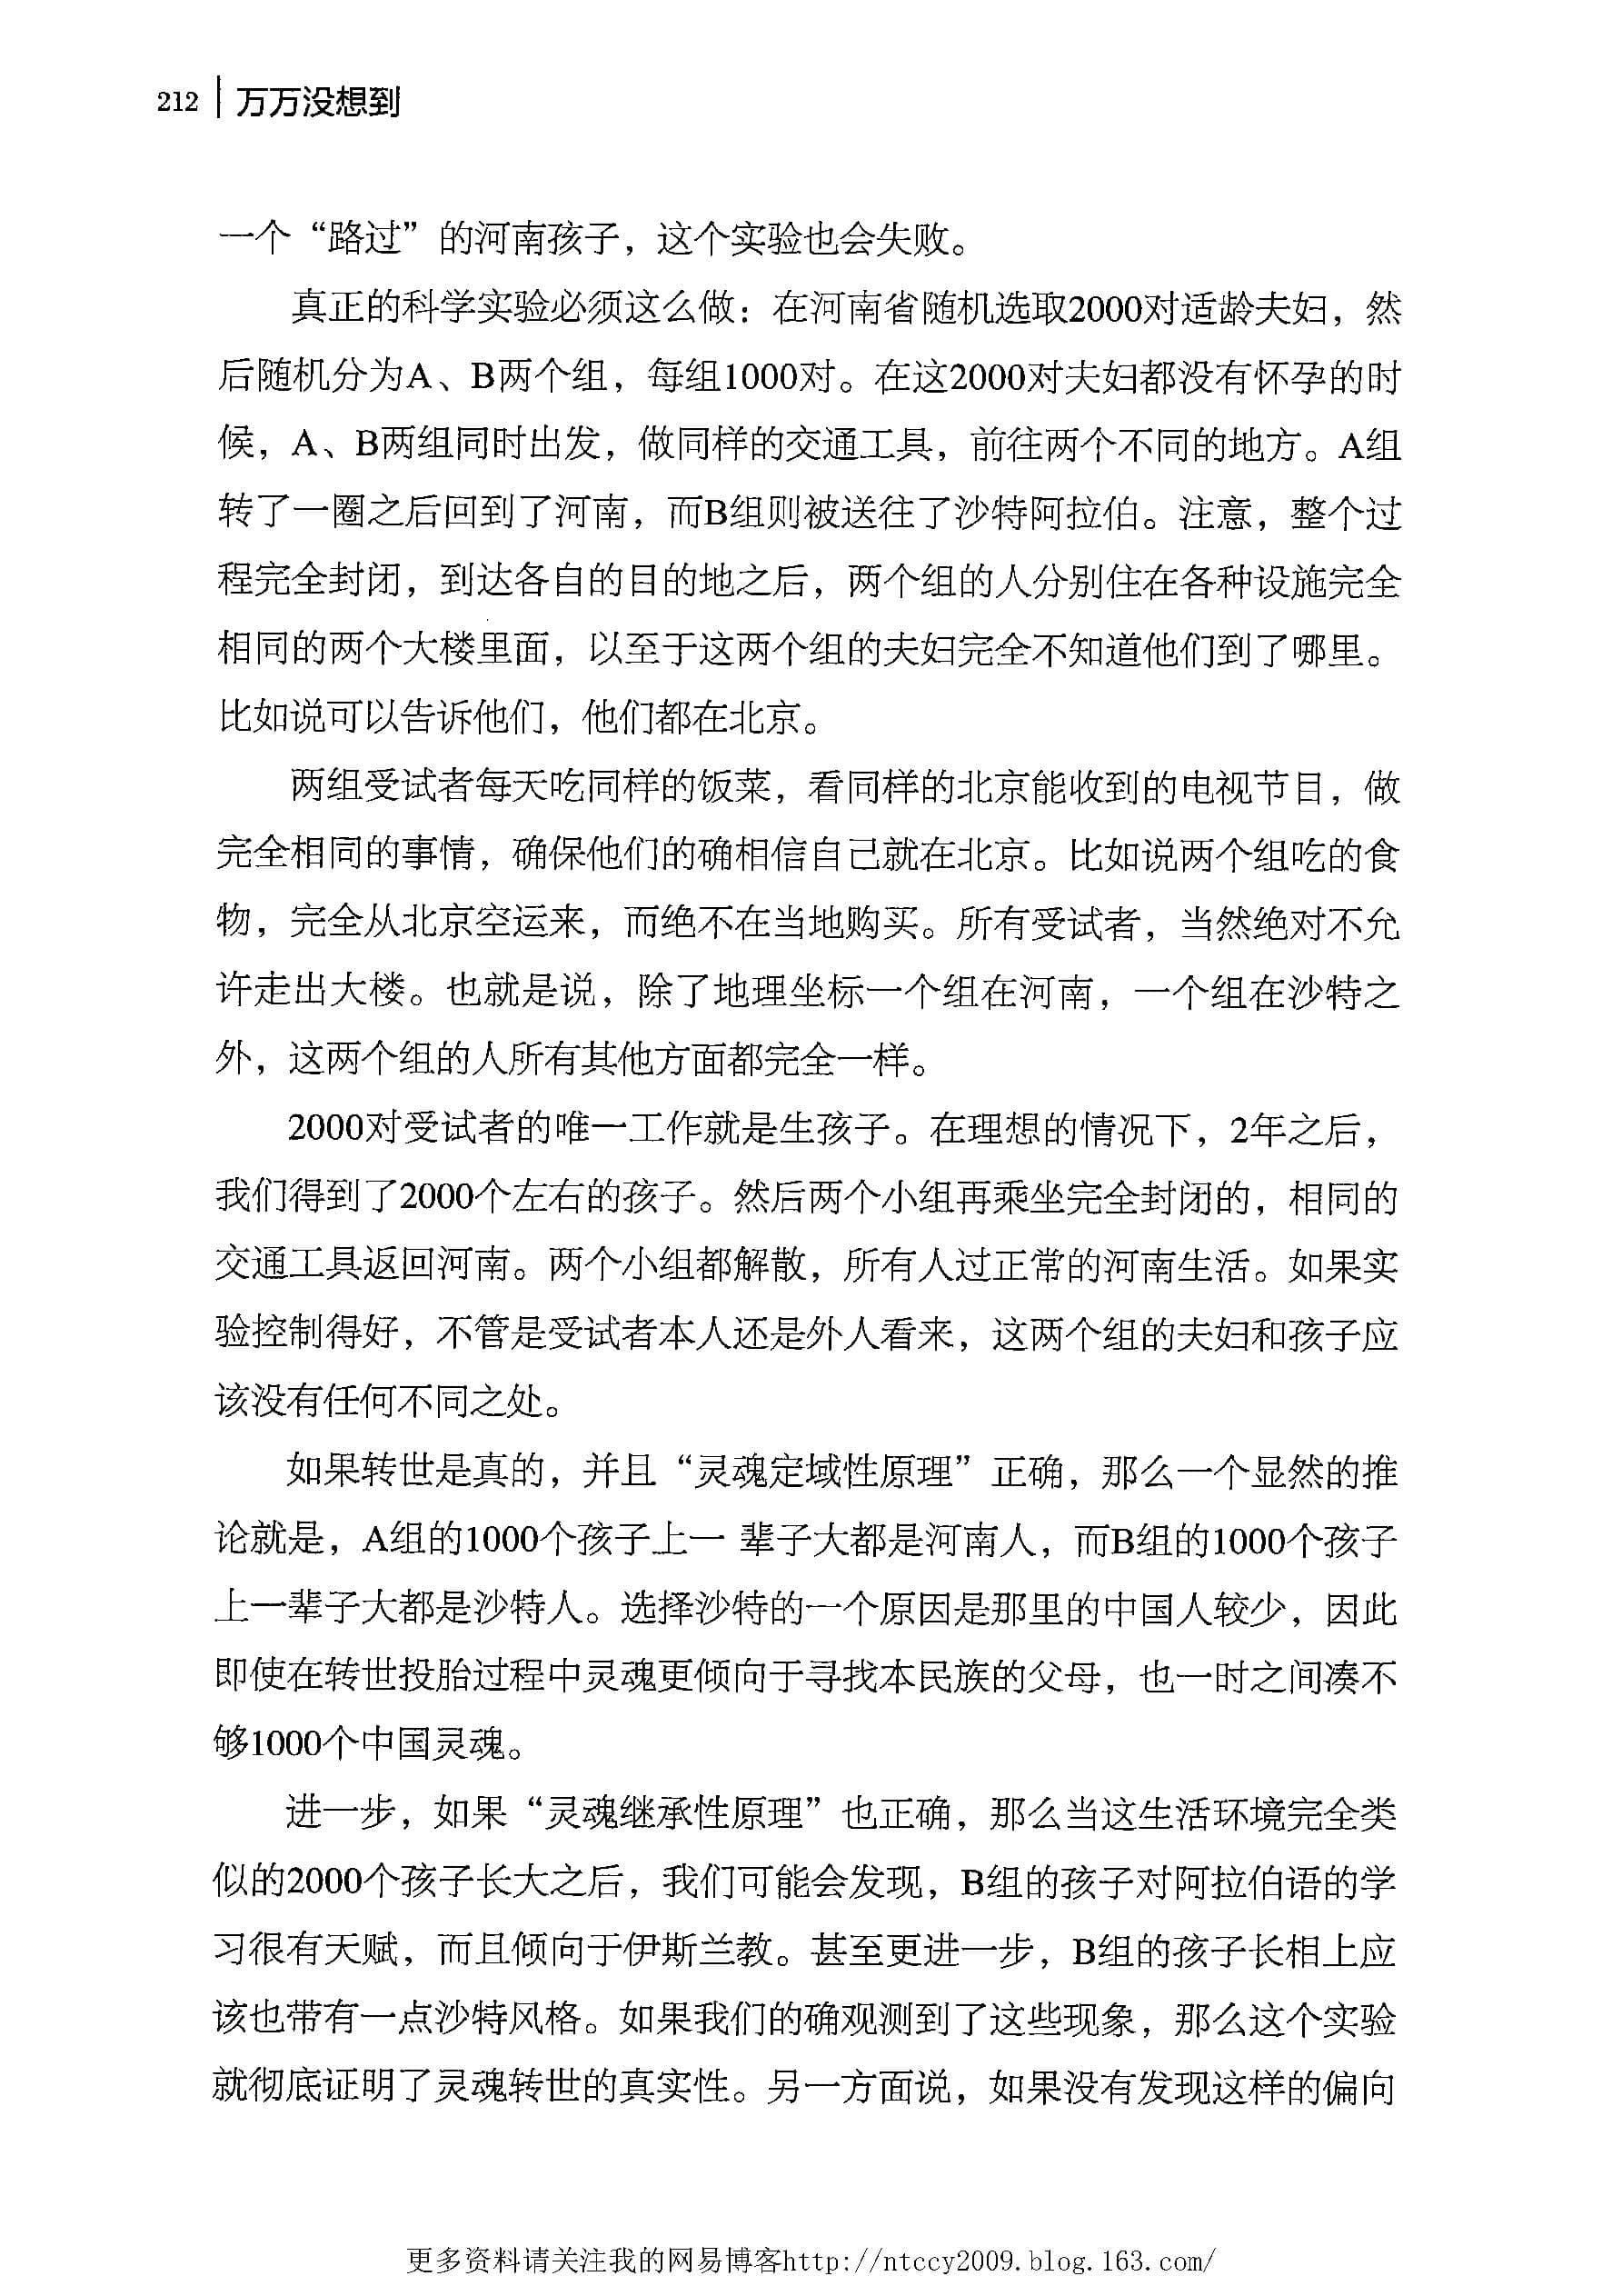 212 万万没想到
一个“路过”的河南孩子，这个实验也会失败。
真正的科学实验必须这么做：在河南省随机选取2000对适龄夫妇，然
后随机分为A、B两个组，每组1000对。在这2000对夫妇都没有怀孕的时
候，A、B两组同时出发，做同样的交通工具，前往两个不同的地方。A组
转了一圈之后回到了河南，而B组则被送往了沙特阿拉伯。注意，整个过
程完全封闭，到达各自的目的地之后，两个组的人分别住在各种设施完全
相同的两个大楼里面，以至于这两个组的夫妇完全不知道他们到了哪里。
比如说可以告诉他们，他们都在北京。
两组受试者每天吃同样的饭菜，看同样的北京能收到的电视节目，做
完全相同的事情，确保他们的确相信自己就在北京。比如说两个组吃的食
物，完全从北京空运来，而绝不在当地购买。所有受试者，当然绝对不允
许走出大楼。也就是说，除了地理坐标一个组在河南，一个组在沙特之
外，这两个组的人所有其他方面都完全一样。
2000对受试者的唯一工作就是生孩子。在理想的情况下，2年之后，
我们得到了2000个左右的孩子。然后两个小组再乘坐完全封闭的，相同的
交通工具返回河南。两个小组都解散，所有人过正常的河南生活。如果实
验控制得好，不管是受试者本人还是外人看来，这两个组的夫妇和孩子应
该没有任何不同之处。
如果转世是真的，并且“灵魂定域性原理”正确，那么一个显然的推
论就是，A组的1000个孩子上一 辈子大都是河南人，而B组的1000个孩子
上一辈子大都是沙特人。选择沙特的一个原因是那里的中国人较少，因此
即使在转世投胎过程中灵魂更倾向于寻找本民族的父母，也一时之间凑不
够1000个中国灵魂。
进一步，如果“灵魂继承性原理”也正确，那么当这生活环境完全类
似的2000个孩子长大之后，我们可能会发现，B组的孩子对阿拉伯语的学
习很有天赋，而且倾向于伊斯兰教。甚至更进一步，B组的孩子长相上应
该也带有一点沙特风格。如果我们的确观测到了这些现象，那么这个实验
就彻底证明了灵魂转世的真实性。另一方面说，如果没有发现这样的偏向
更多资料请关注我的网易博客http://ntccy2009.blog.163.com/